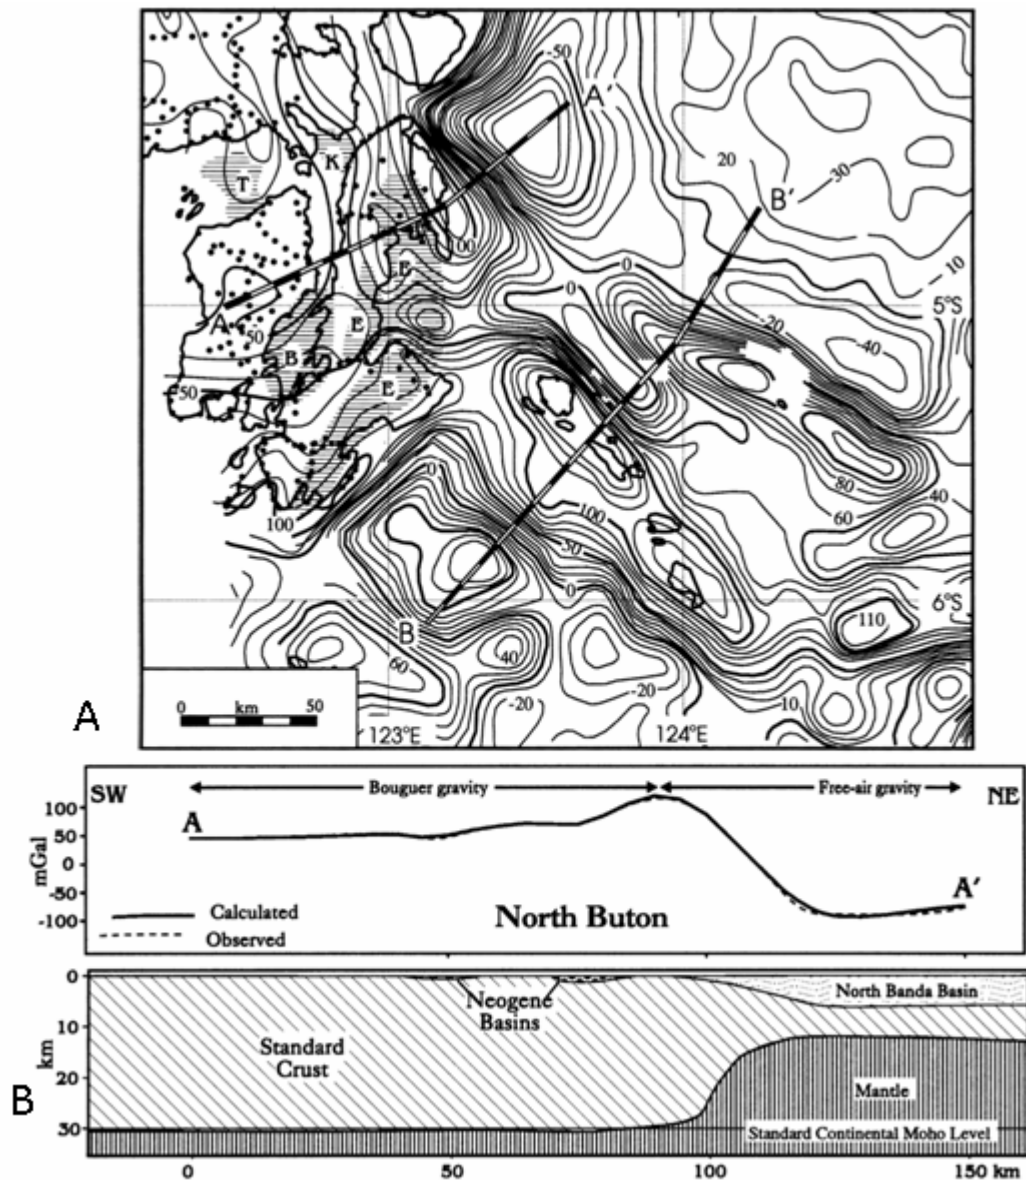 -50
A'
20
30
B'
K
T
00
10
E
0
0
5°S
A
-20
50
E
-40
B
50
E
80
40
0
100
60
100
50
0
6°S
B
110
60
40
-20
-20
10
A
0 km 50
123°E
124°E
SW
Bouguer gravity
Free-air gravity
NE
100
A
50
mGal
0
-50
A'
-100
Calculated
North Buton
Observed
0
North Banda Basin
Neogene
Basins
10
km
Standard
Crust
B
20
Mantle
30
Standard Continental Moho Level
0
50
100
150 km